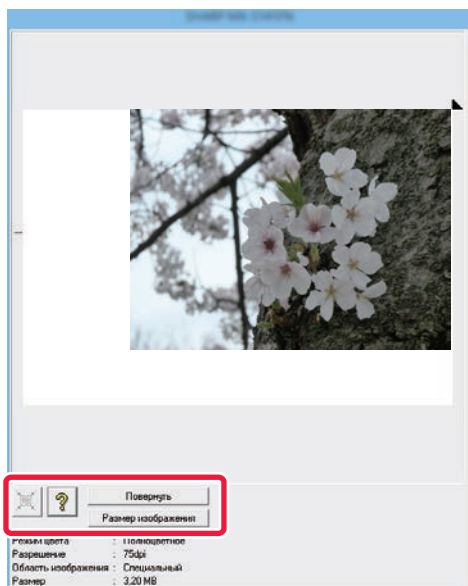 ?
Повернуть
Размер изображения
Режим цвета : Полноцветное
Разрешение : 75dpi
Область изображения : Специальный
Размер : 3.20 MB